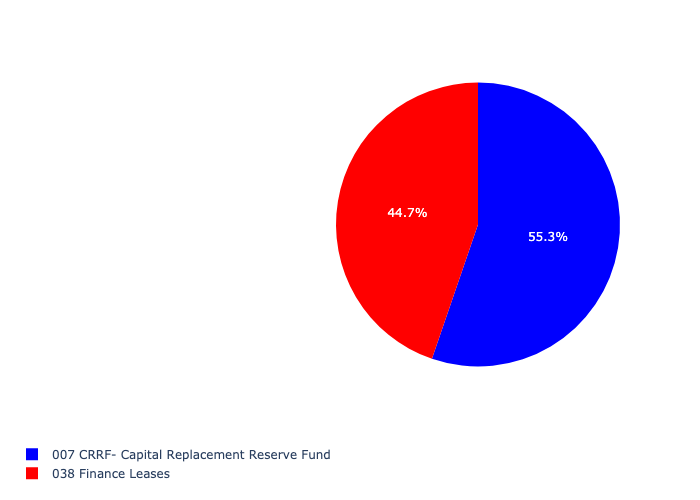 44.7%
55.3%
007 CRRF- Capital Replacement Reserve Fund
038 Finance Leases